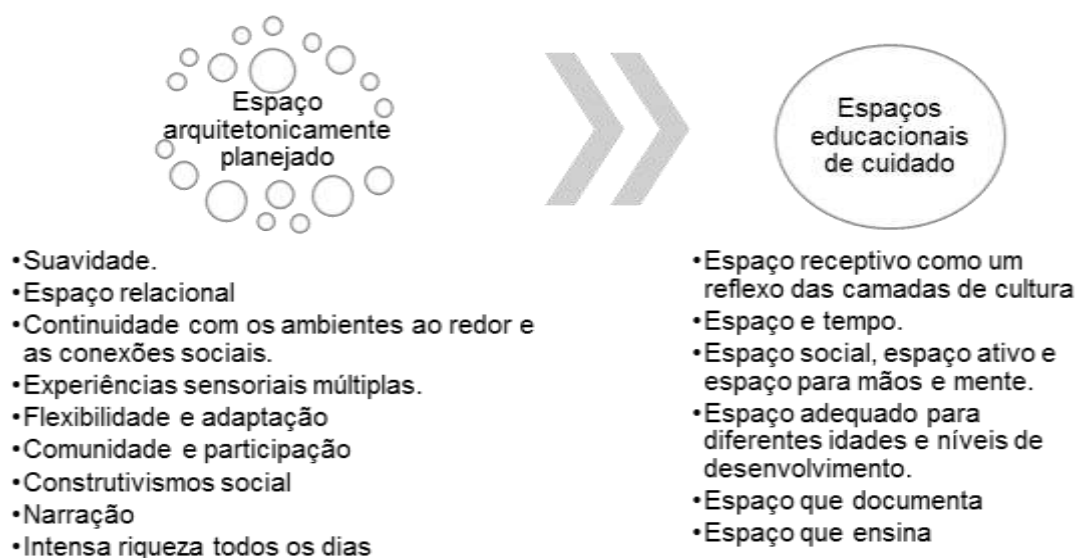 Espaço
arquitetonicamente
planejado
•Suavidade.
•Espaço relacional
•Continuidade com os ambientes ao redor e
as conexões sociais.
•Experiências sensoriais múltiplas.
•Flexibilidade e adaptação
•Comunidade e participação
•Construtivismos social
•Narração
•Intensa riqueza todos os dias
Espaços
educacionais
de cuidado
•Espaço receptivo como um
reflexo das camadas de cultura
•Espaço e tempo.
•Espaço social, espaço ativo e
espaço para mãos e mente.
•Espaço adequado para
diferentes idades e níveis de
desenvolvimento.
•Espaço que documenta
•Espaço que ensina